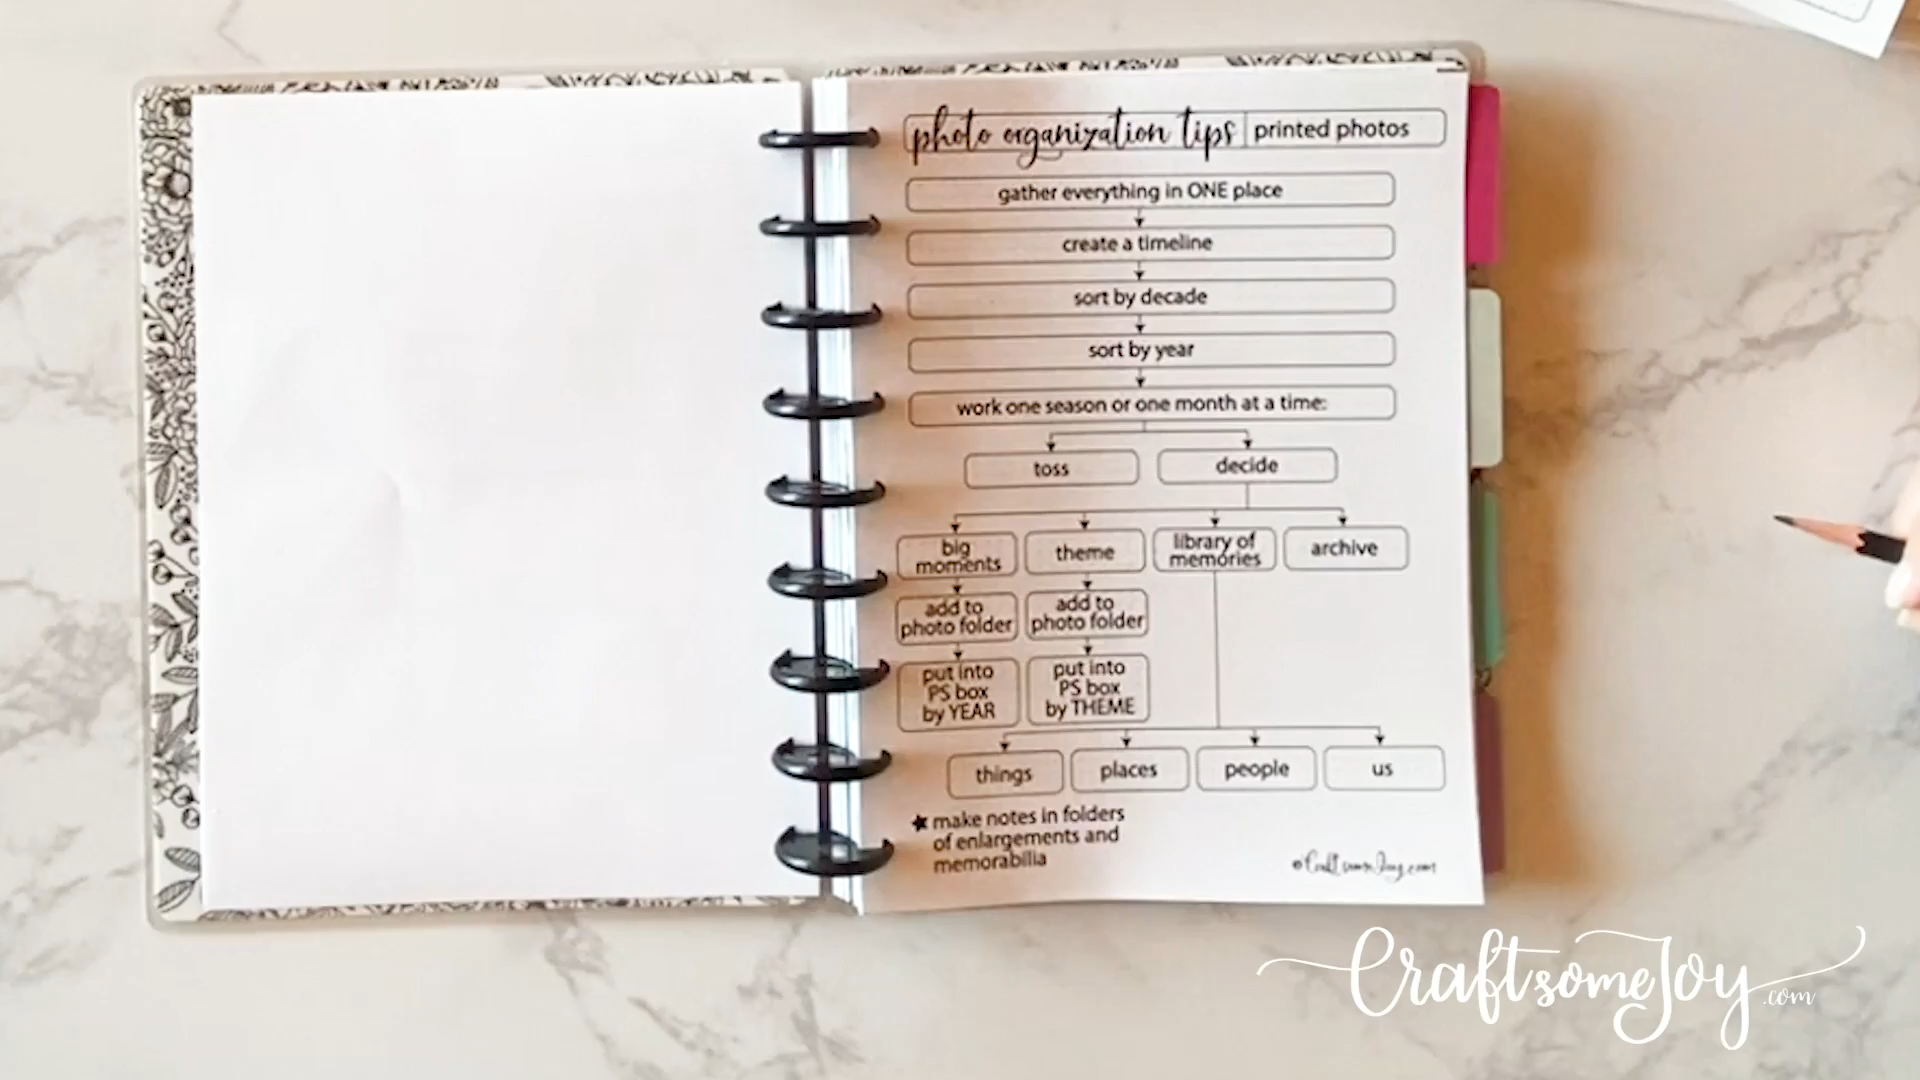 photo organization tips printed photos
gather everything in ONE place
create a timeline
sort by decade
sort by year
work one season or one month at a time:
toss
decide
big
moments
theme
library of
memories
archive
add to
photo folder
add to
photo folder
put into
PS box
by YEAR
put into
PS box
by THEME
things
places
people
us
★ make notes in folders
of enlargements and
memorabilia
©CraftsomeJoy.com
CraftsomeJoy.com